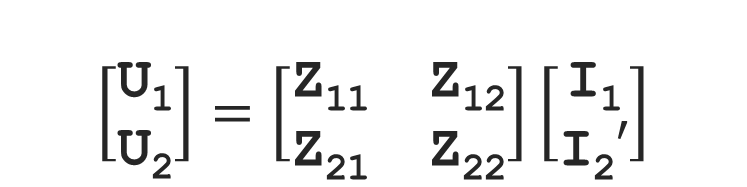 [U₁] = [Z₁₁ Z₁₂] [I₁]
[U₂] [Z₂₁ Z₂₂] [I₂] ,